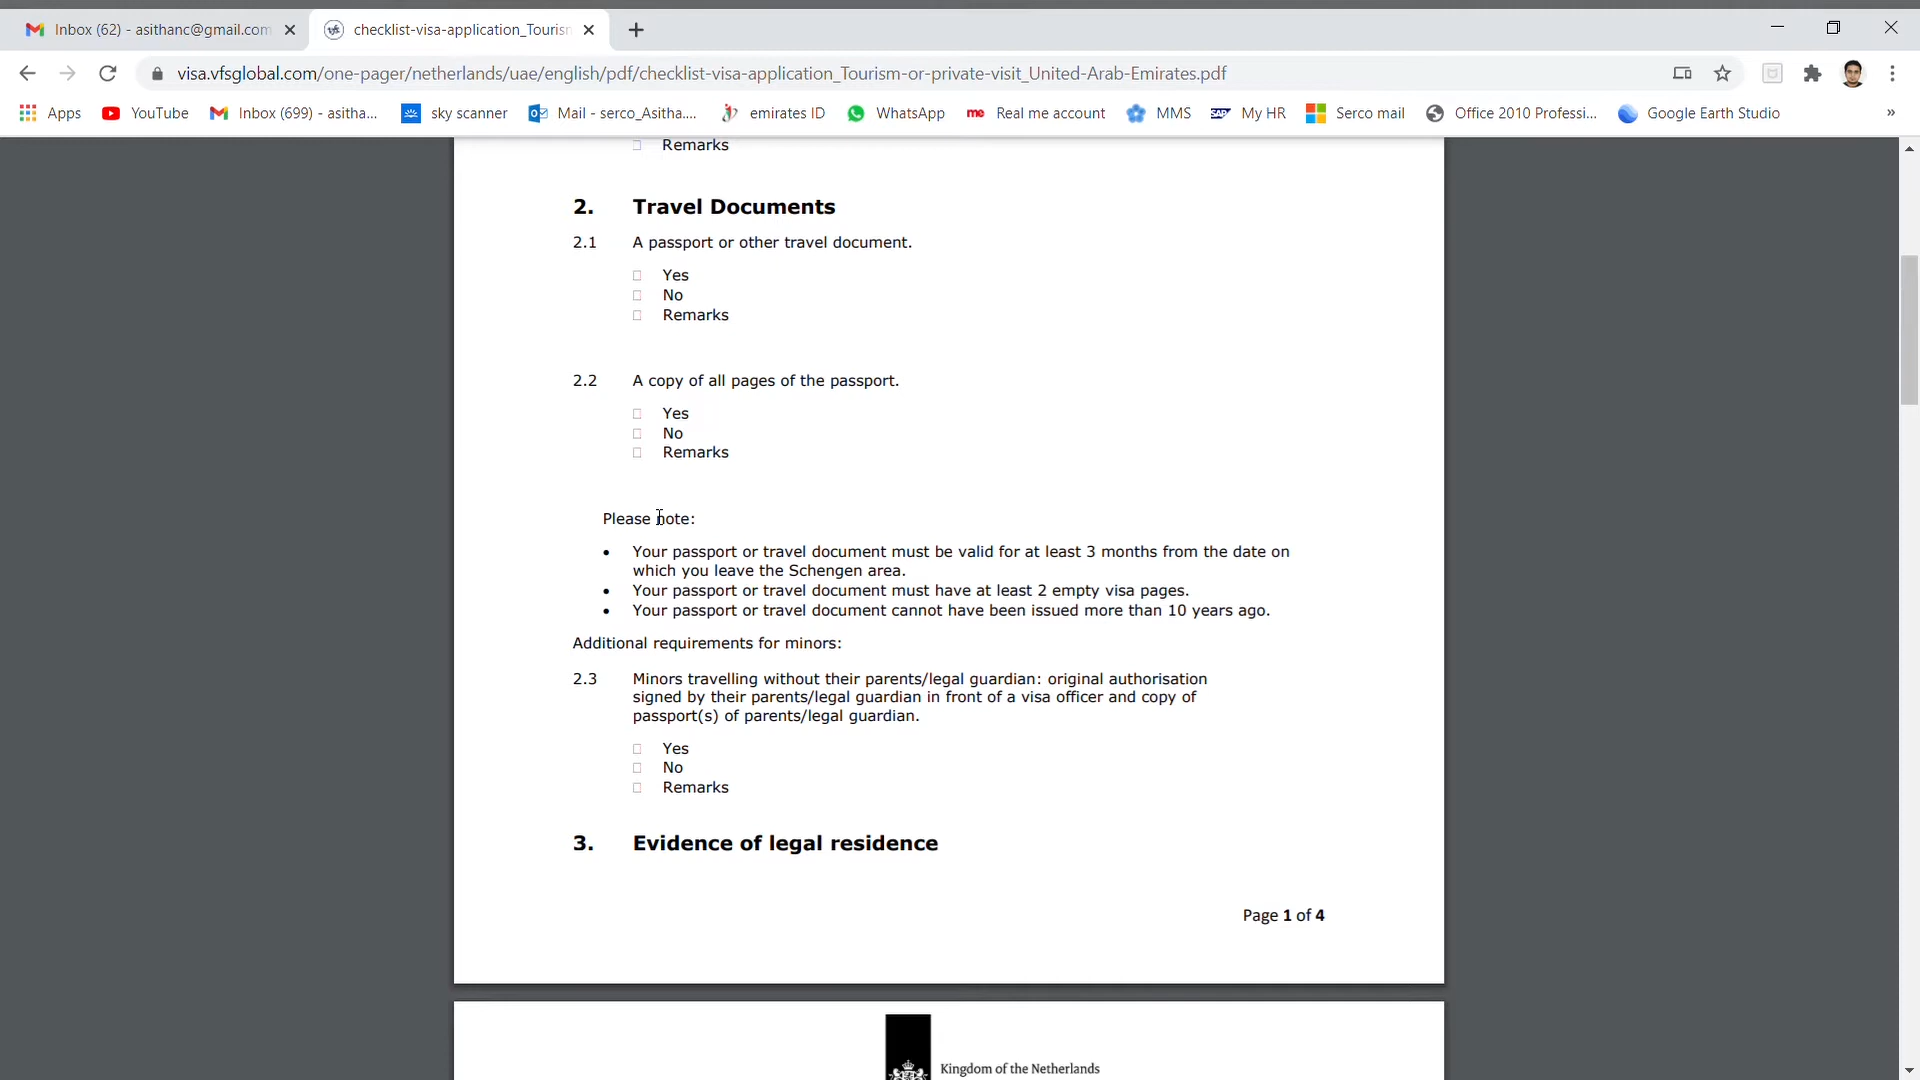 Inbox (62) - asithanc@gmail.com
checklist-visa-application_Touris
visa.vfsglobal.com/one-pager/netherlands/uae/english/pdf/checklist-visa-application_Tourism-or-private-visit_United-Arab-Emirates.pdf
Apps YouTube Inbox (699) - asitha... sky scanner Mail - serco_Asitha.... emirates ID WhatsApp me Real me account MMS SAP My HR Serco mail Office 2010 Professi... Google Earth Studio »
Remarks
2. Travel Documents
2.1 A passport or other travel document.
Yes
No
Remarks
2.2 A copy of all pages of the passport.
Yes
No
Remarks
Please note:
• Your passport or travel document must be valid for at least 3 months from the date on
which you leave the Schengen area.
• Your passport or travel document must have at least 2 empty visa pages.
• Your passport or travel document cannot have been issued more than 10 years ago.
Additional requirements for minors:
2.3 Minors travelling without their parents/legal guardian: original authorisation
signed by their parents/legal guardian in front of a visa officer and copy of
passport(s) of parents/legal guardian.
Yes
No
Remarks
3. Evidence of legal residence
Page 1 of 4
Kingdom of the Netherlands